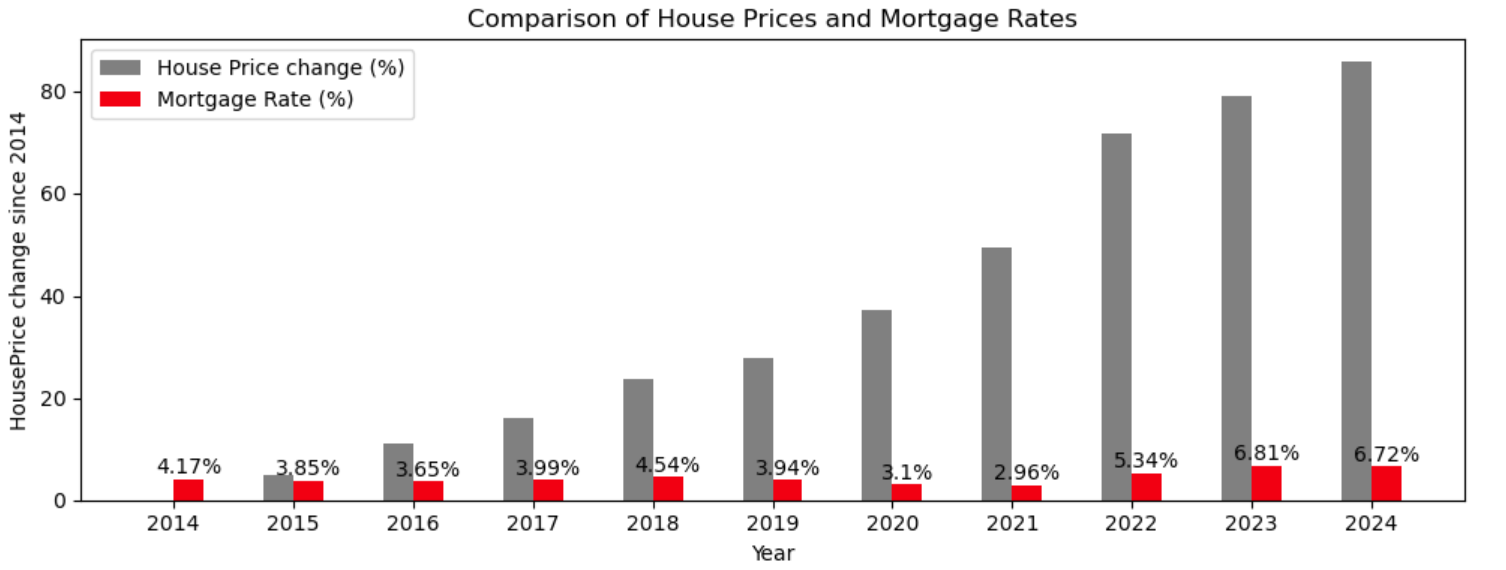 Comparison of House Prices and Mortgage Rates
House Price change (%)
Mortgage Rate (%)
HousePrice change since 2014
80
60
40
20
0
4.17% 3.85% 3.65% 3.99% 4.54% 3.94% 3.1% 2.96% 5.34% 6.81% 6.72%
2014 2015 2016 2017 2018 2019 2020 2021 2022 2023 2024
Year